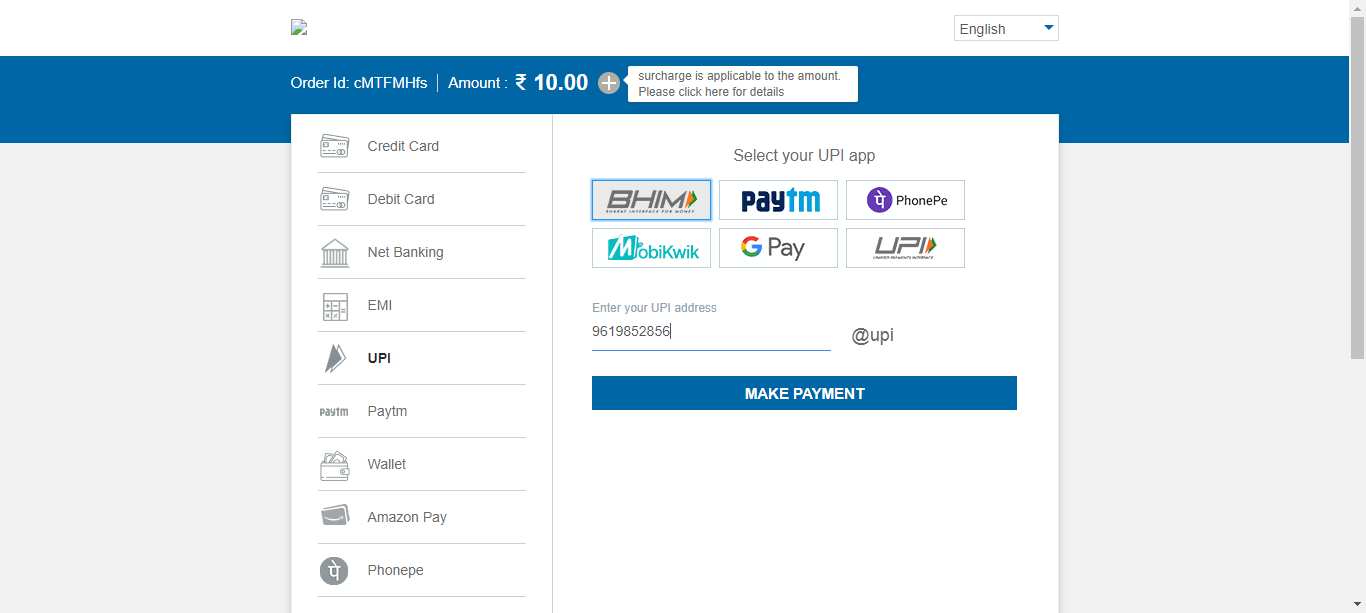 English
Order Id: cMTFMHfs Amount : ₹ 10.00
surcharge is applicable to the amount.
Please click here for details
Credit Card
Debit Card
Net Banking
EMI
UPI
paytm Paytm
Wallet
Amazon Pay
पे Phonepe
Select your UPI app
BHIM
BHARAT INTERFACE FOR MONEY
paytm
पे PhonePe
MobiKwik
G Pay
UPI
UNIFIED PAYMENTS INTERFACE
Enter your UPI address
9619852856
@upi
MAKE PAYMENT